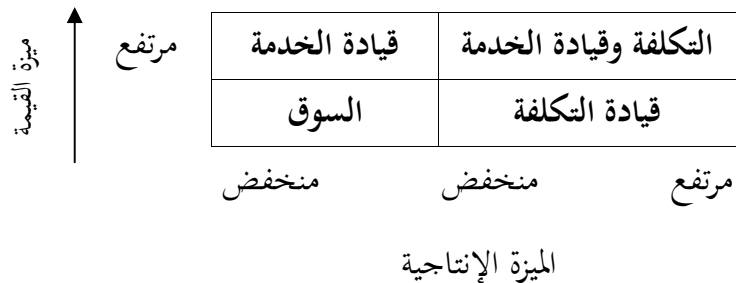 مرتفع قيادة الخدمة التكلفة وقيادة الخدمة
السوق قيادة التكلفة
منخفض منخفض مرتفع
الميزة الإنتاجية
ميزة القيمة